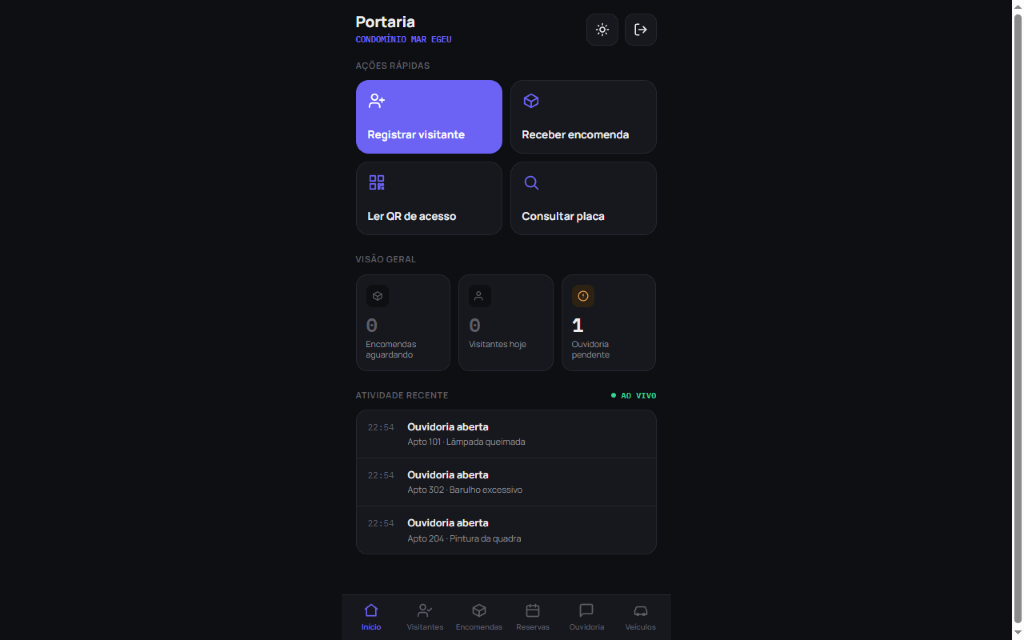 Portaria
CONDOMÍNIO MAR EGEU
AÇÕES RÁPIDAS
Registrar visitante
Receber encomenda
Ler QR de acesso
Consultar placa
VISÃO GERAL
0
Encomendas
aguardando
0
Visitantes hoje
1
Ouvidoria
pendente
ATIVIDADE RECENTE
AO VIVO
22:54
Ouvidoria aberta
Apto 101 · Lâmpada queimada
22:54
Ouvidoria aberta
Apto 302 · Barulho excessivo
22:54
Ouvidoria aberta
Apto 204 · Pintura da quadra
Início
Visitantes
Encomendas
Reservas
Ouvidoria
Veículos